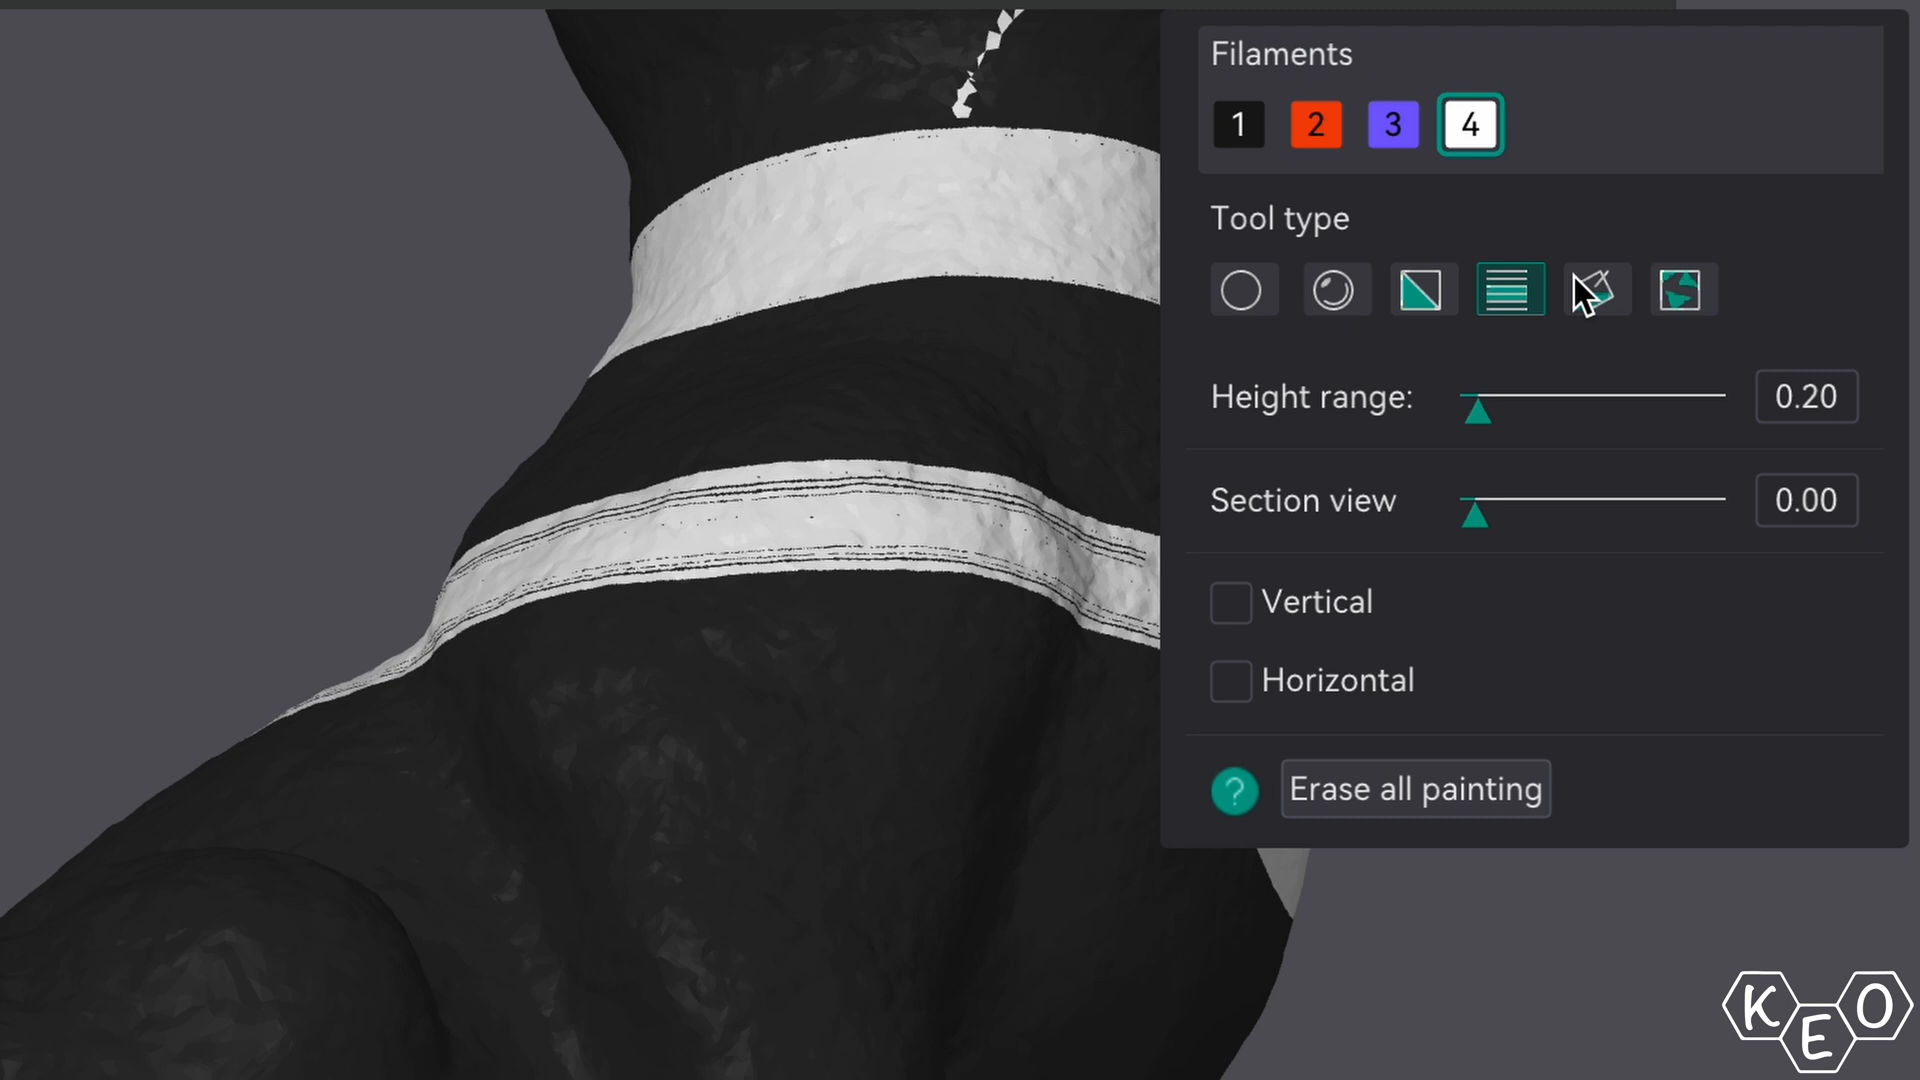 Filaments
1 2 3 4
Tool type
Height range: 0.20
Section view 0.00
Vertical
Horizontal
? Erase all painting
KEO